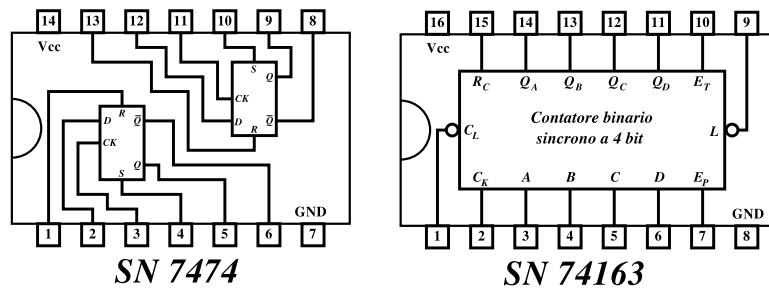 14 13 12 11 10 9 8
Vcc
S
Q
CK
D
Q̅
R
R
D
Q̅
CK
Q
S
GND
1 2 3 4 5 6 7
SN 7474
16 15 14 13 12 11 10 9
Vcc
R_C Q_A Q_B Q_C Q_D E_T
Contatore binario
sincrono a 4 bit
C_L
L
C_K A B C D E_P
GND
1 2 3 4 5 6 7 8
SN 74163